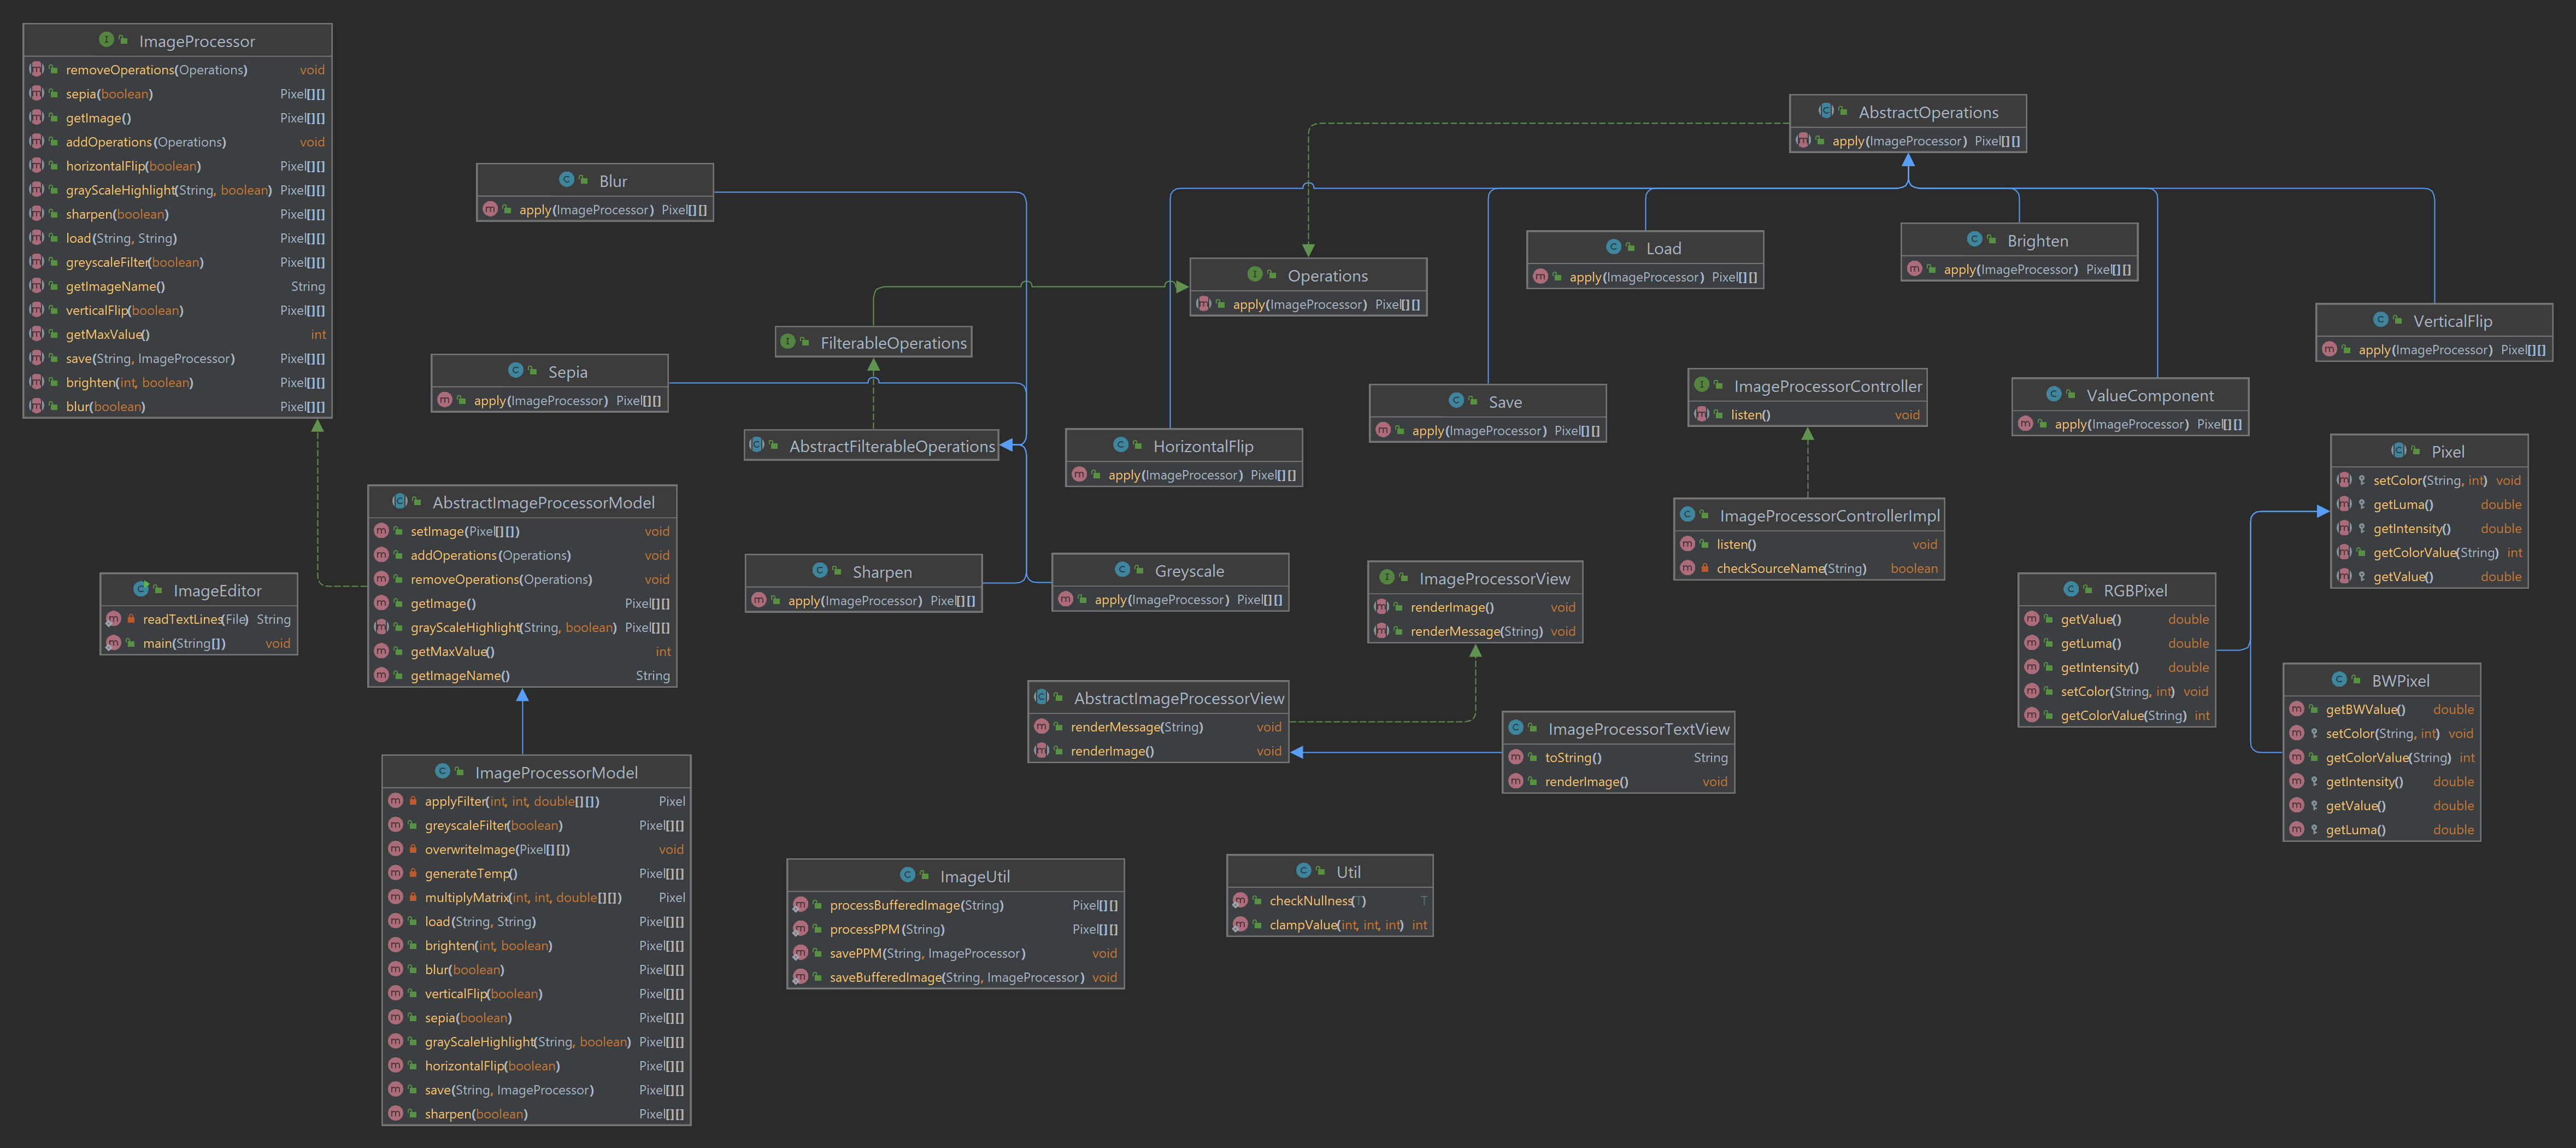 ImageProcessor
removeOperations(Operations) void
sepia(boolean) Pixel[][]
getImage() Pixel[][]
addOperations(Operations) void
horizontalFlip(boolean) Pixel[][]
grayScaleHighlight(String, boolean) Pixel[][]
sharpen(boolean) Pixel[][]
load(String, String) Pixel[][]
greyscaleFilter(boolean) Pixel[][]
getImageName() String
verticalFlip(boolean) Pixel[][]
getMaxValue() int
save(String, ImageProcessor) Pixel[][]
brighten(int, boolean) Pixel[][]
blur(boolean) Pixel[][]
AbstractOperations
apply(ImageProcessor) Pixel[][]
Blur
apply(ImageProcessor) Pixel[][]
Load
apply(ImageProcessor) Pixel[][]
Brighten
apply(ImageProcessor) Pixel[][]
Operations
apply(ImageProcessor) Pixel[][]
VerticalFlip
apply(ImageProcessor) Pixel[][]
FilterableOperations
Sepia
apply(ImageProcessor) Pixel[][]
Save
apply(ImageProcessor) Pixel[][]
ImageProcessorController
listen() void
ValueComponent
apply(ImageProcessor) Pixel[][]
AbstractFilterableOperations
HorizontalFlip
apply(ImageProcessor) Pixel[][]
Pixel
setColor(String, int) void
getLuma() double
getIntensity() double
getColorValue(String) int
getValue() double
AbstractImageProcessorModel
setImage(Pixel[][]) void
addOperations(Operations) void
removeOperations(Operations) void
getImage() Pixel[][]
grayScaleHighlight(String, boolean) Pixel[][]
getMaxValue() int
getImageName() String
ImageProcessorControllerImpl
listen() void
checkSourceName(String) boolean
ImageEditor
readTextLines(File) String
main(String[]) void
Sharpen
apply(ImageProcessor) Pixel[][]
Greyscale
apply(ImageProcessor) Pixel[][]
ImageProcessorView
renderImage() void
renderMessage(String) void
RGBPixel
getValue() double
getLuma() double
getIntensity() double
setColor(String, int) void
getColorValue(String) int
BWPixel
getBWValue() double
setColor(String, int) void
getColorValue(String) int
getIntensity() double
getValue() double
getLuma() double
AbstractImageProcessorView
renderMessage(String) void
renderImage() void
ImageProcessorTextView
toString() String
renderImage() void
ImageProcessorModel
applyFilter(int, int, double[][]) Pixel
greyscaleFilter(boolean) Pixel[][]
overwriteImage(Pixel[][]) void
generateTemp() Pixel[][]
multiplyMatrix(int, int, double[][]) Pixel
load(String, String) Pixel[][]
brighten(int, boolean) Pixel[][]
blur(boolean) Pixel[][]
verticalFlip(boolean) Pixel[][]
sepia(boolean) Pixel[][]
grayScaleHighlight(String, boolean) Pixel[][]
horizontalFlip(boolean) Pixel[][]
save(String, ImageProcessor) Pixel[][]
sharpen(boolean) Pixel[][]
ImageUtil
processBufferedImage(String) Pixel[][]
processPPM(String) Pixel[][]
savePPM(String, ImageProcessor) void
saveBufferedImage(String, ImageProcessor) void
Util
checkNullness(T) T
clampValue(int, int, int) int